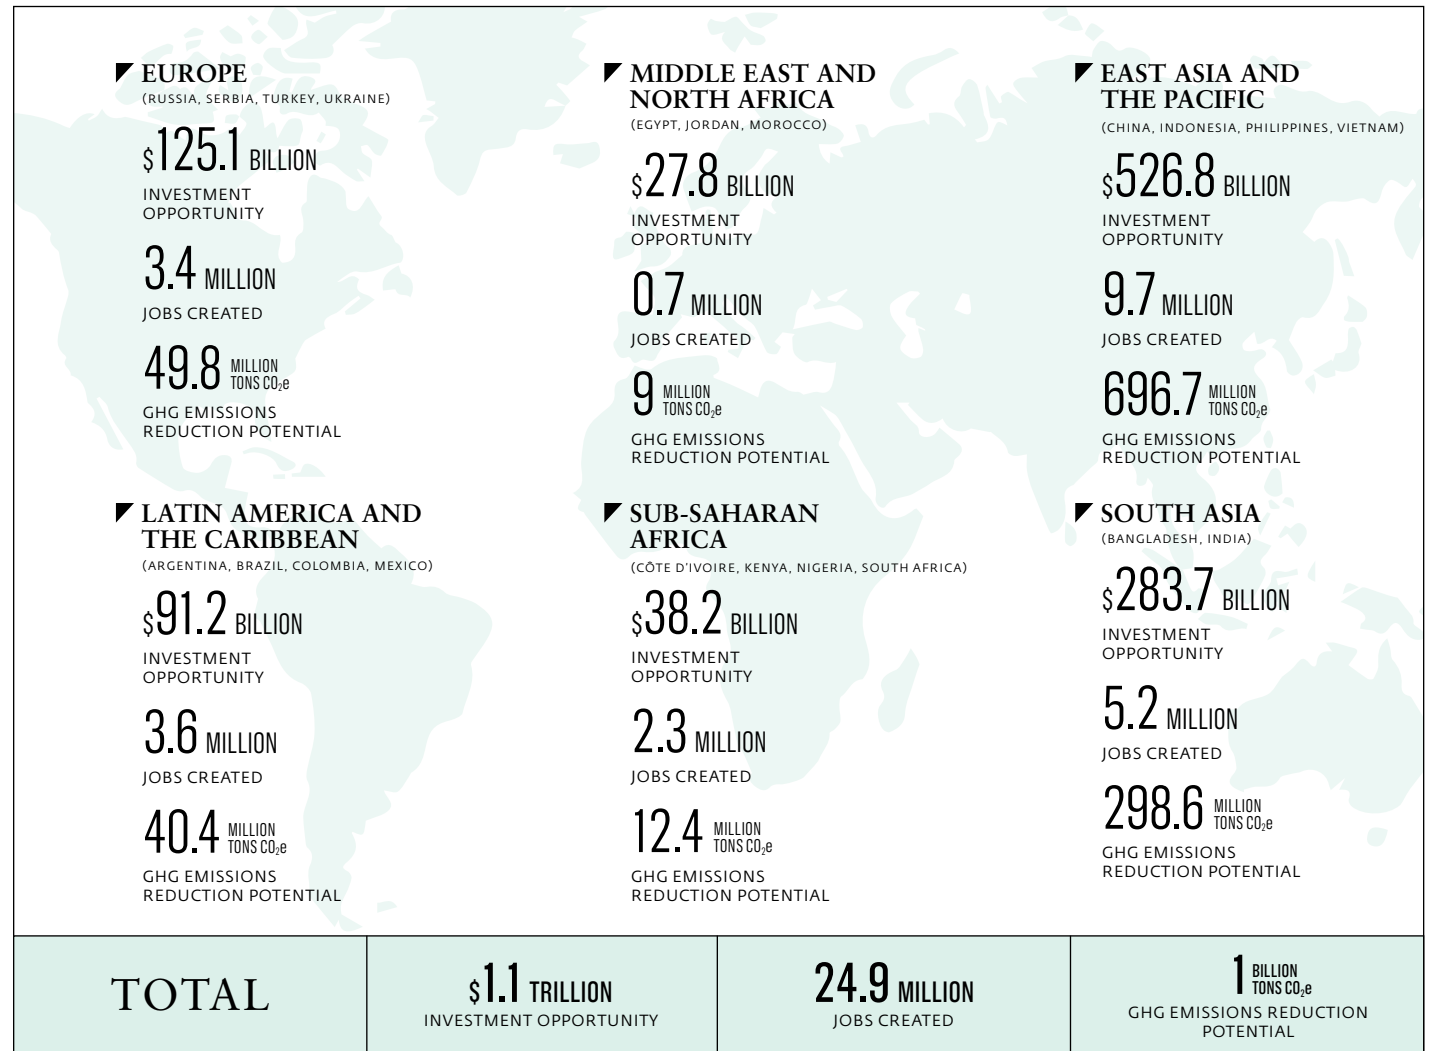 EUROPE
(RUSSIA, SERBIA, TURKEY, UKRAINE)
$125.1 BILLION
INVESTMENT
OPPORTUNITY
3.4 MILLION
JOBS CREATED
49.8 MILLION
TONS CO₂e
GHG EMISSIONS
REDUCTION POTENTIAL
MIDDLE EAST AND
NORTH AFRICA
(EGYPT, JORDAN, MOROCCO)
$27.8 BILLION
INVESTMENT
OPPORTUNITY
0.7 MILLION
JOBS CREATED
9 MILLION
TONS CO₂e
GHG EMISSIONS
REDUCTION POTENTIAL
EAST ASIA AND
THE PACIFIC
(CHINA, INDONESIA, PHILIPPINES, VIETNAM)
$526.8 BILLION
INVESTMENT
OPPORTUNITY
9.7 MILLION
JOBS CREATED
696.7 MILLION
TONS CO₂e
GHG EMISSIONS
REDUCTION POTENTIAL
LATIN AMERICA AND
THE CARIBBEAN
(ARGENTINA, BRAZIL, COLOMBIA, MEXICO)
$91.2 BILLION
INVESTMENT
OPPORTUNITY
3.6 MILLION
JOBS CREATED
40.4 MILLION
TONS CO₂e
GHG EMISSIONS
REDUCTION POTENTIAL
SUB-SAHARAN
AFRICA
(CÔTE D'IVOIRE, KENYA, NIGERIA, SOUTH AFRICA)
$38.2 BILLION
INVESTMENT
OPPORTUNITY
2.3 MILLION
JOBS CREATED
12.4 MILLION
TONS CO₂e
GHG EMISSIONS
REDUCTION POTENTIAL
SOUTH ASIA
(BANGLADESH, INDIA)
$283.7 BILLION
INVESTMENT
OPPORTUNITY
5.2 MILLION
JOBS CREATED
298.6 MILLION
TONS CO₂e
GHG EMISSIONS
REDUCTION POTENTIAL
TOTAL
$1.1 TRILLION
INVESTMENT OPPORTUNITY
24.9 MILLION
JOBS CREATED
1 BILLION
TONS CO₂e
GHG EMISSIONS REDUCTION
POTENTIAL